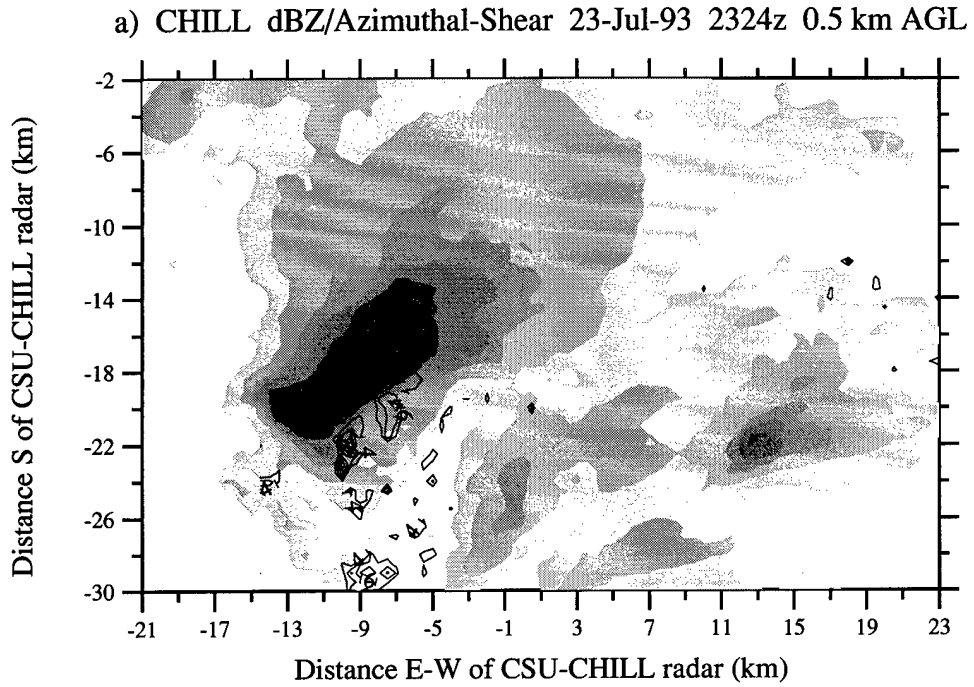 a) CHILL dBZ/Azimuthal-Shear 23-Jul-93 2324z 0.5 km AGL
-2
-6
-10
-14
-18
-22
-26
-30
Distance S of CSU-CHILL radar (km)
-21 -17 -13 -9 -5 -1 3 7 11 15 19 23
Distance E-W of CSU-CHILL radar (km)